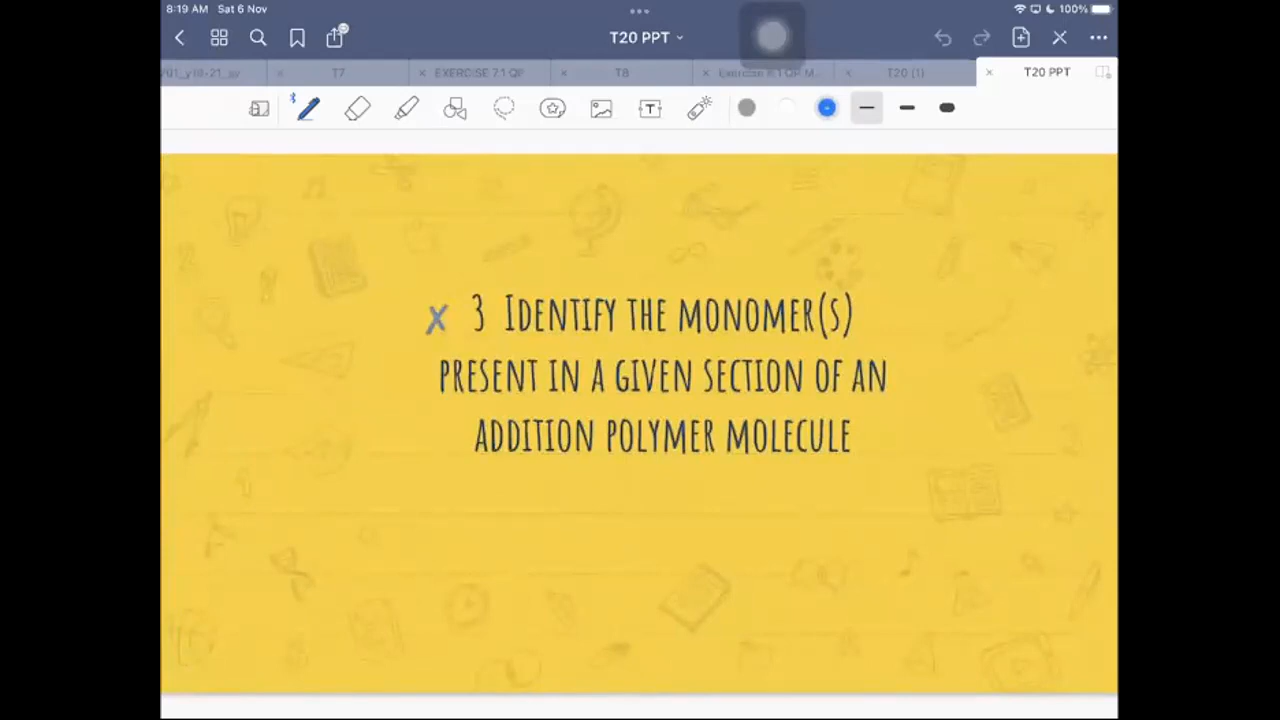 8:19 AM Sat 6 Nov
100%
T20 PPT
T7
EXERCISE 7.1 QP
T8
T20 (1)
T20 PPT
x 3 Identify the monomer(s)
present in a given section of an
addition polymer molecule